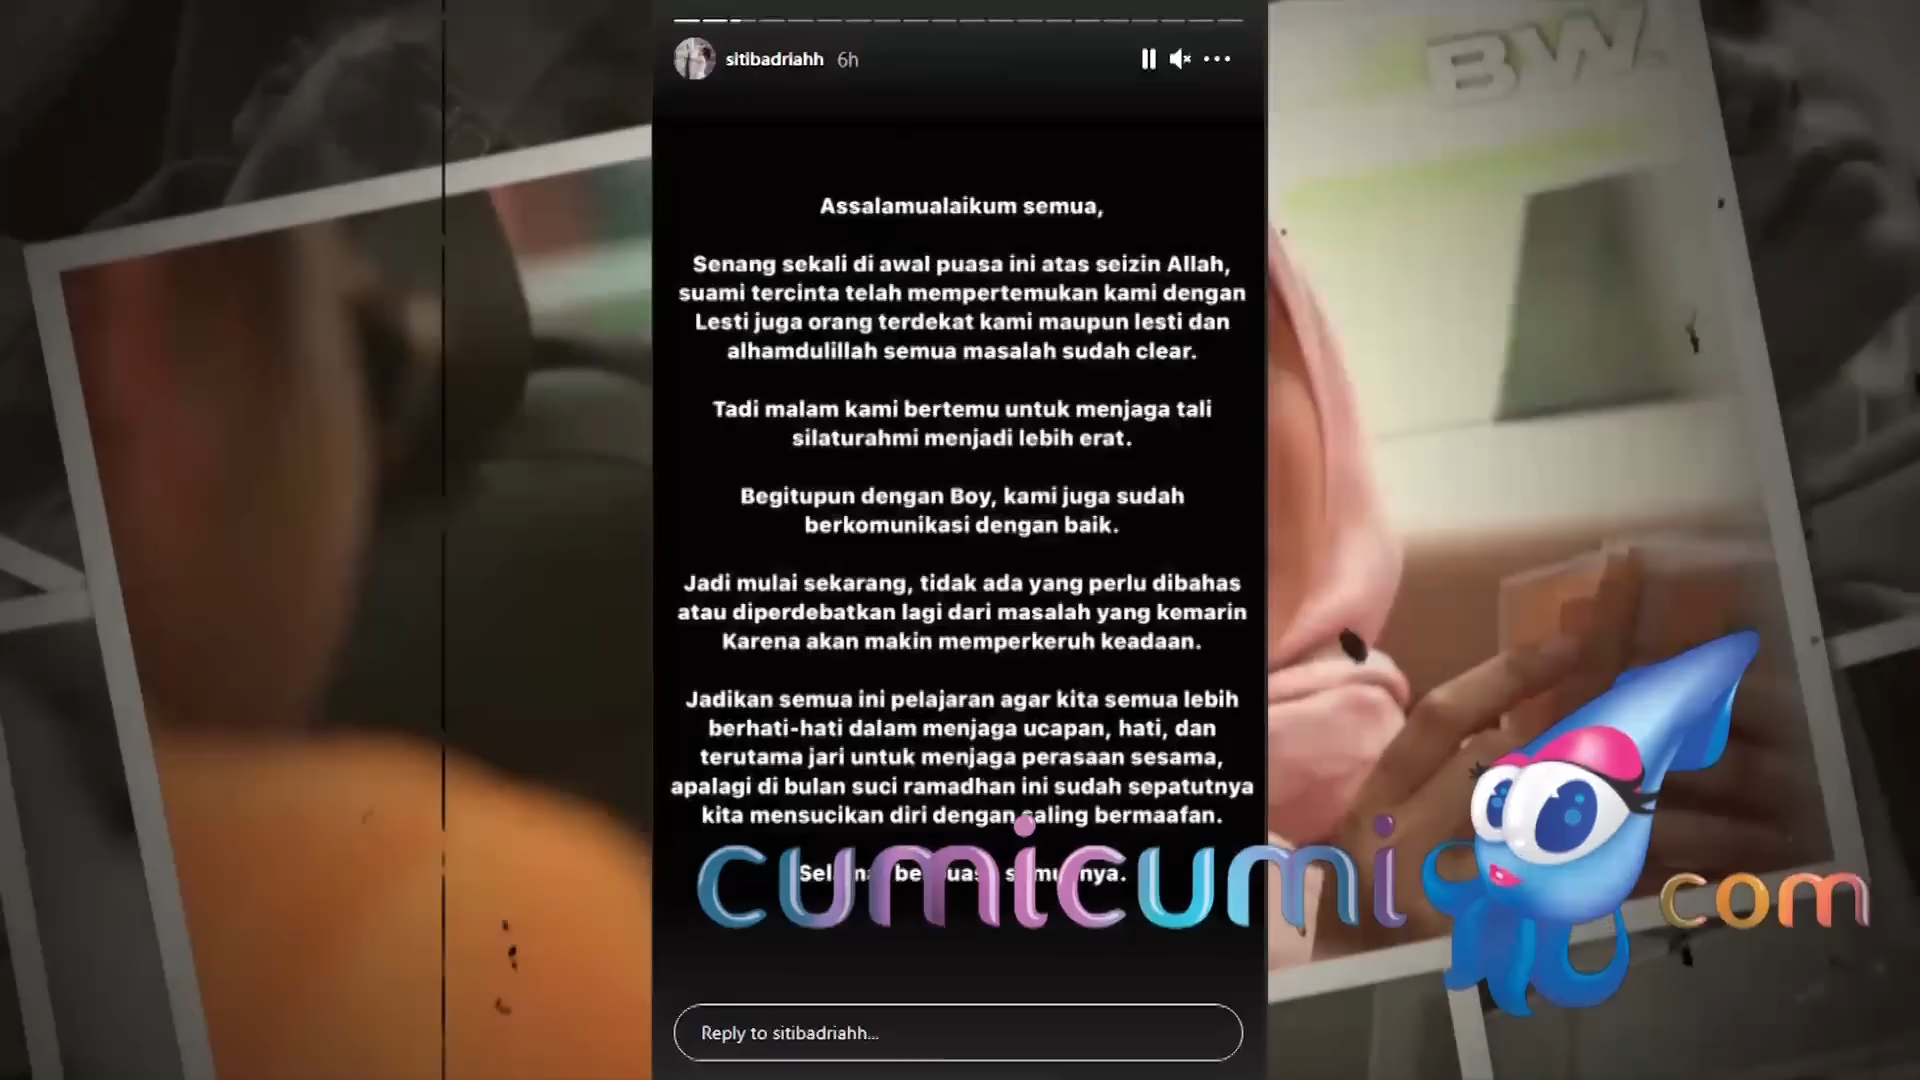 BW
sitibadriahh 6h
Assalamualaikum semua,
Senang sekali di awal puasa ini atas seizin Allah,
suami tercinta telah mempertemukan kami dengan
Lesti juga orang terdekat kami maupun lesti dan
alhamdulillah semua masalah sudah clear.
Tadi malam kami bertemu untuk menjaga tali
silaturahmi menjadi lebih erat.
Begitupun dengan Boy, kami juga sudah
berkomunikasi dengan baik.
Jadi mulai sekarang, tidak ada yang perlu dibahas
atau diperdebatkan lagi dari masalah yang kemarin
Karena akan makin memperkeruh keadaan.
Jadikan semua ini pelajaran agar kita semua lebih
berhati-hati dalam menjaga ucapan, hati, dan
terutama jari untuk menjaga perasaan sesama,
apalagi di bulan suci ramadhan ini sudah sepatutnya
kita mensucikan diri dengan saling bermaafan.
cumicumi com
Reply to sitibadriahh...